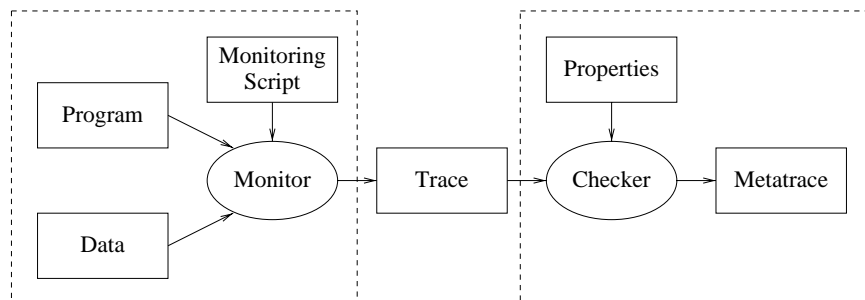 Monitoring
Script
Properties
Program
Monitor
Trace
Checker
Metatrace
Data